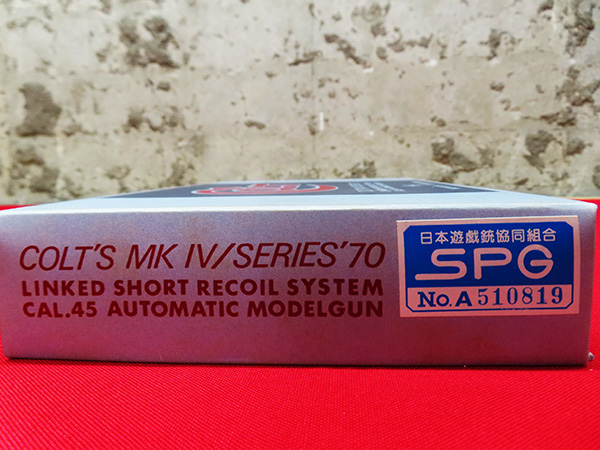 COLT'S MK IV/SERIES'70
LINKED SHORT RECOIL SYSTEM
CAL.45 AUTOMATIC MODELGUN
日本遊戯銃協同組合
SPG
No.A 510819